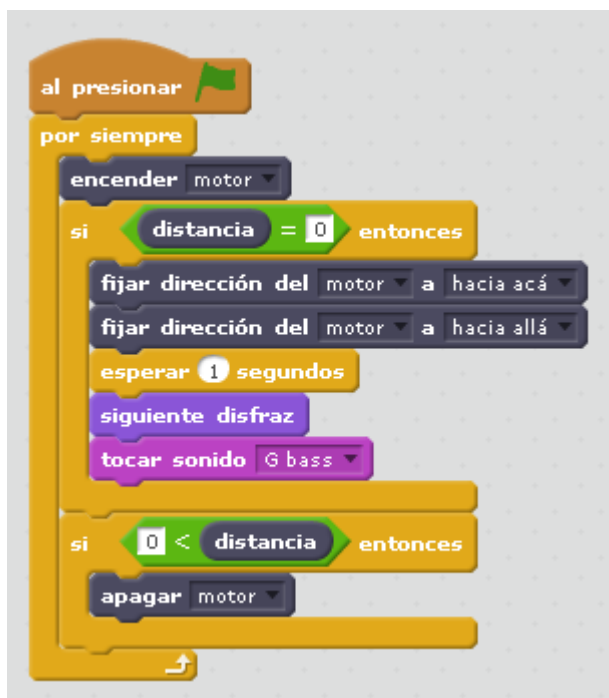 al presionar
por siempre
encender motor
si distancia = 0 entonces
fijar dirección del motor a hacia acá
fijar dirección del motor a hacia allá
esperar 1 segundos
siguiente disfraz
tocar sonido G bass
si 0 < distancia entonces
apagar motor